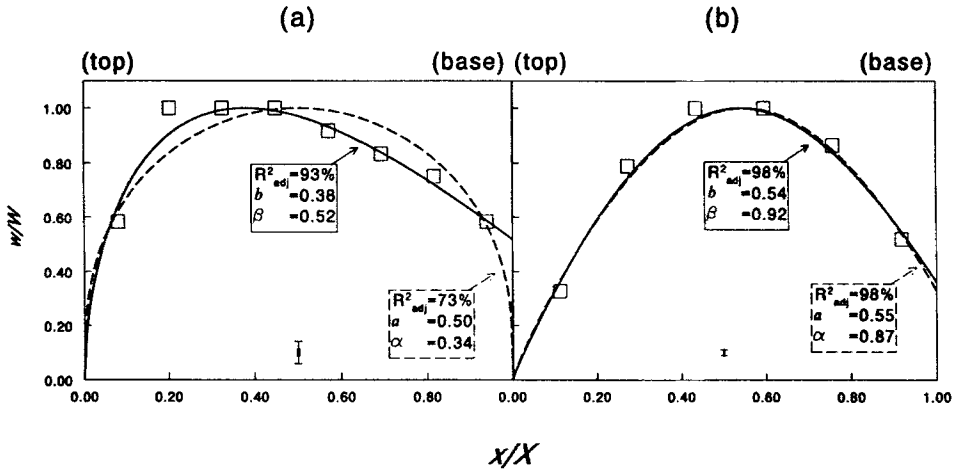 (a) (b)
(top) (base) (top) (base)
1.00
0.80
0.60
0.40
0.20
0.00
w/W
R²adj=93%
b =0.38
β =0.52
R²adj=73%
a =0.50
α =0.34
R²adj=98%
b =0.54
β =0.92
R²adj=98%
a =0.55
α =0.87
0.00 0.20 0.40 0.60 0.80 0.00 0.20 0.40 0.60 0.80 1.00
x/X